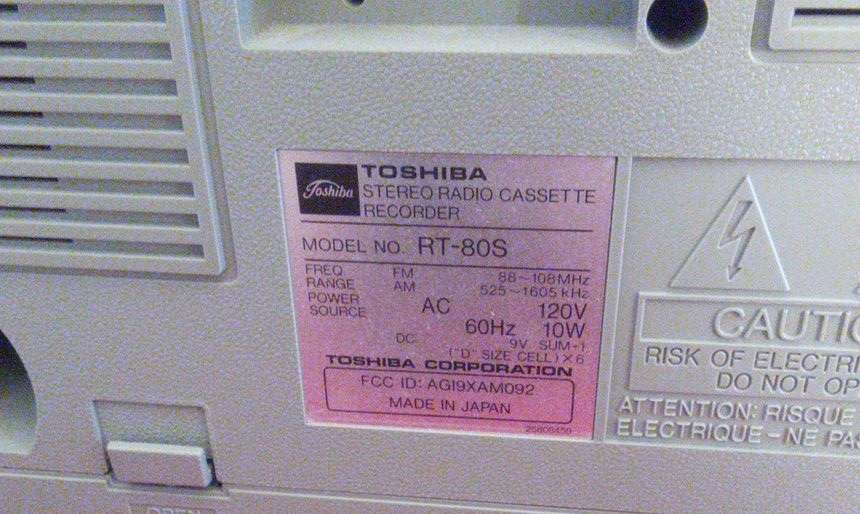 Toshiba
TOSHIBA
STEREO RADIO CASSETTE
RECORDER
MODEL NO. RT-80S
FREQ FM 88~108MHz
RANGE AM 525~1605kHz
POWER AC 120V
SOURCE 60Hz 10W
DC 9V SUM-1
("D" SIZE CELL)×6
TOSHIBA CORPORATION
FCC ID: AGI9XAM092
MADE IN JAPAN
CAUTIO
RISK OF ELECTRI
DO NOT OP
ATTENTION: RISQUE
ELECTRIQUE - NE PA
OPEN